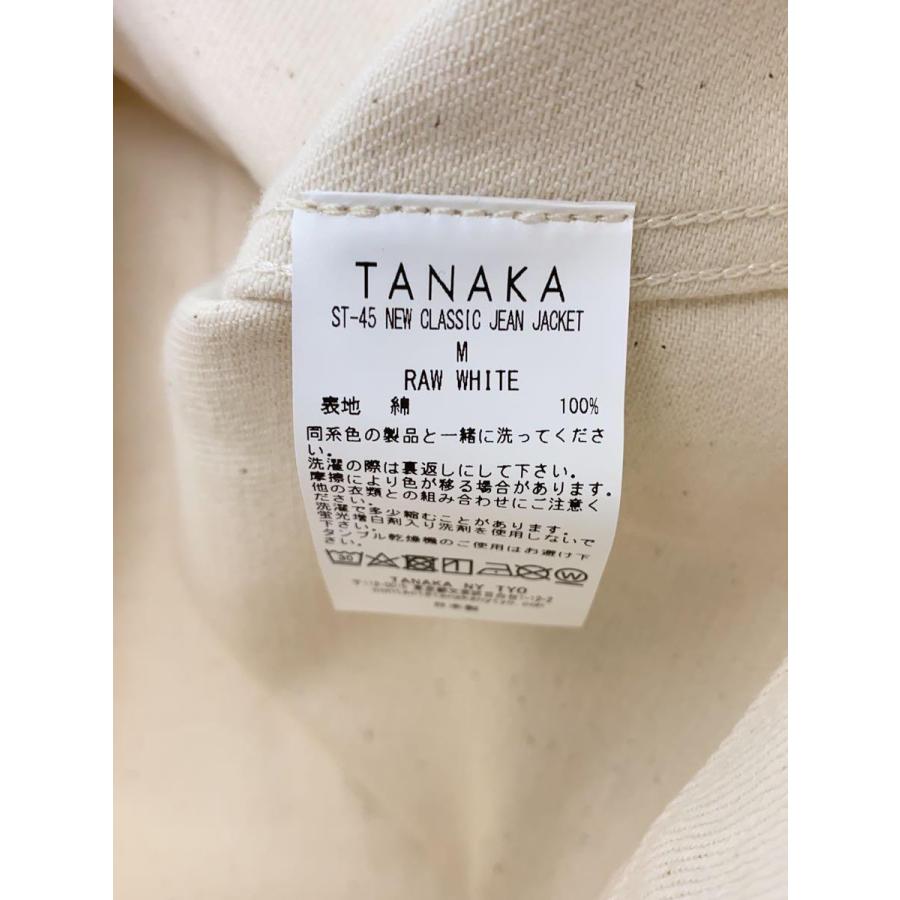 TANAKA
ST-45 NEW CLASSIC JEAN JACKET
M
RAW WHITE
表地 綿 100%
同系色の製品と一緒に洗ってくださ
い。
洗濯の際は裏返しにして下さい。
摩擦により色が移る場合があります。
他の衣類との組み合わせにご注意く
ださい。
洗濯で多少縮むことがあります。
蛍光増白剤入り洗剤を使用しないで
下さい。
タンブル乾燥機のご使用はお避け下
さい。
30 W
TANAKA NY TYO
日本製